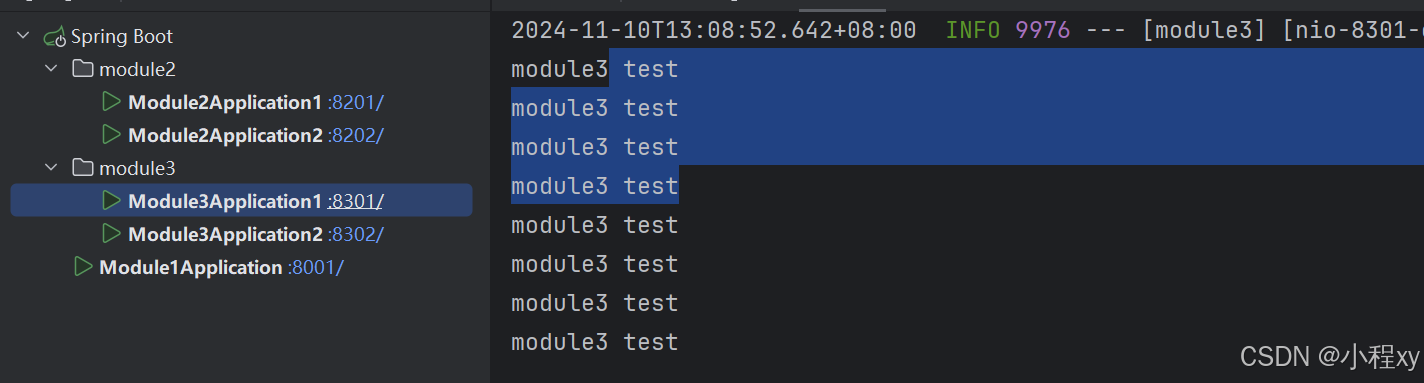 Spring Boot
module2
Module2Application1 :8201/
Module2Application2 :8202/
module3
Module3Application1 :8301/
Module3Application2 :8302/
Module1Application :8001/
2024-11-10T13:08:52.642+08:00  INFO 9976 --- [module3] [nio-8301-
module3 test
module3 test
module3 test
module3 test
module3 test
module3 test
module3 test
module3 test
CSDN @小程xy